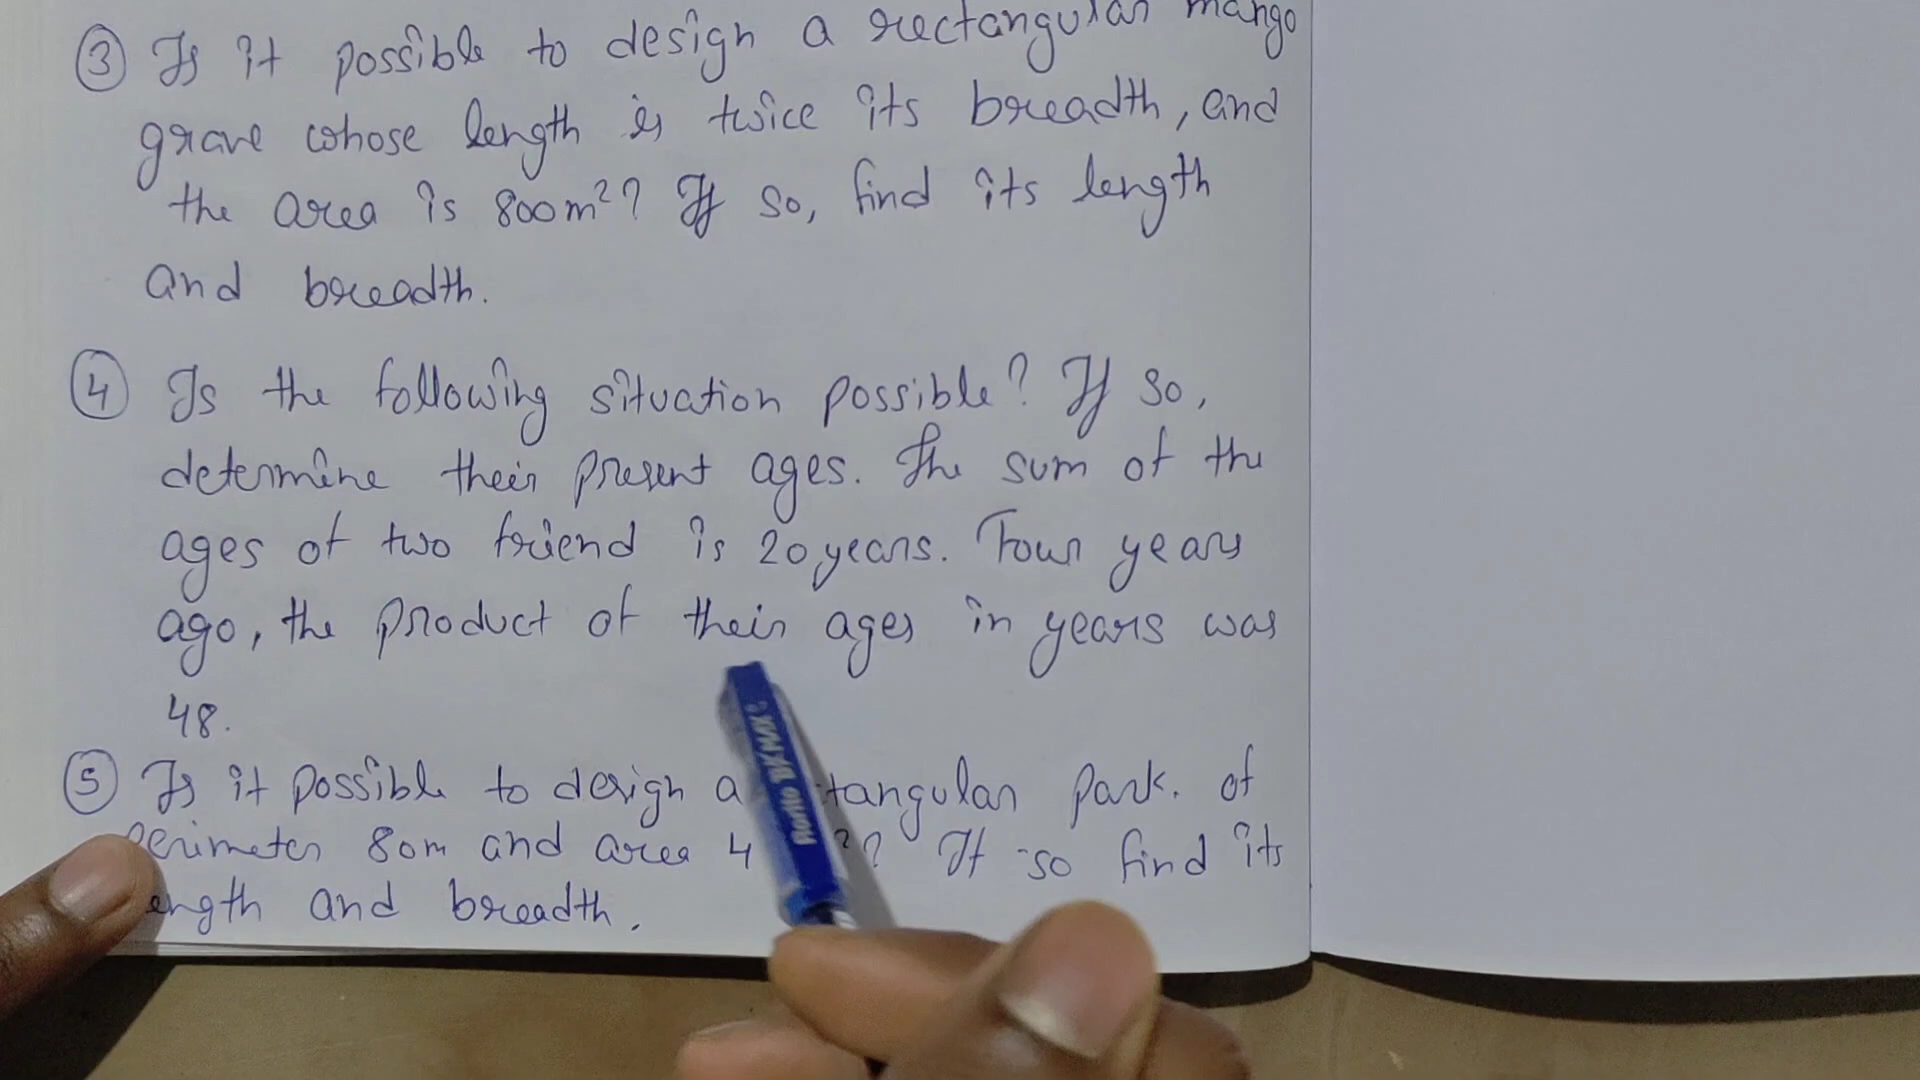 ③ Is it possible to design a rectangular mango
grave whose length is twice its breadth, and
the area is 800m²? If so, find its length
and breadth.
④ Is the following situation possible? If so,
determine their present ages. The sum of the
ages of two friend is 20years. Four years
ago, the product of their ages in years was
48.
⑤ Is it possible to design a tangular park. of
erimeter 80m and area 4 ²? If so find its
ength and breadth.
Rorito